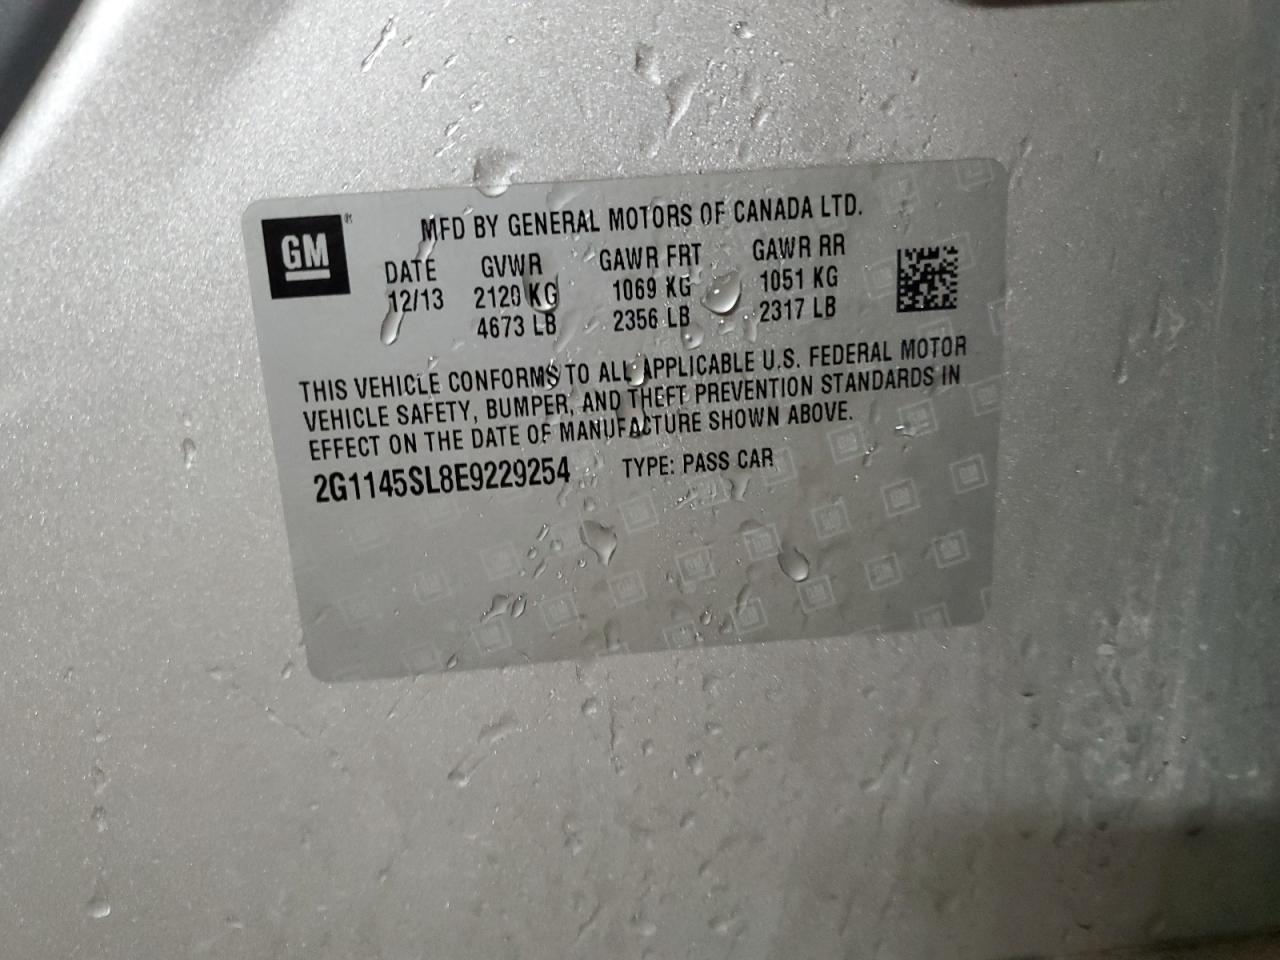 GM
MFD BY GENERAL MOTORS OF CANADA LTD.
DATE GVWR GAWR FRT GAWR RR
12/13 2120 KG 1069 KG 1051 KG
4673 LB 2356 LB 2317 LB
THIS VEHICLE CONFORMS TO ALL APPLICABLE U.S. FEDERAL MOTOR
VEHICLE SAFETY, BUMPER, AND THEFT PREVENTION STANDARDS IN
EFFECT ON THE DATE OF MANUFACTURE SHOWN ABOVE.
2G1145SL8E9229254 TYPE: PASS CAR